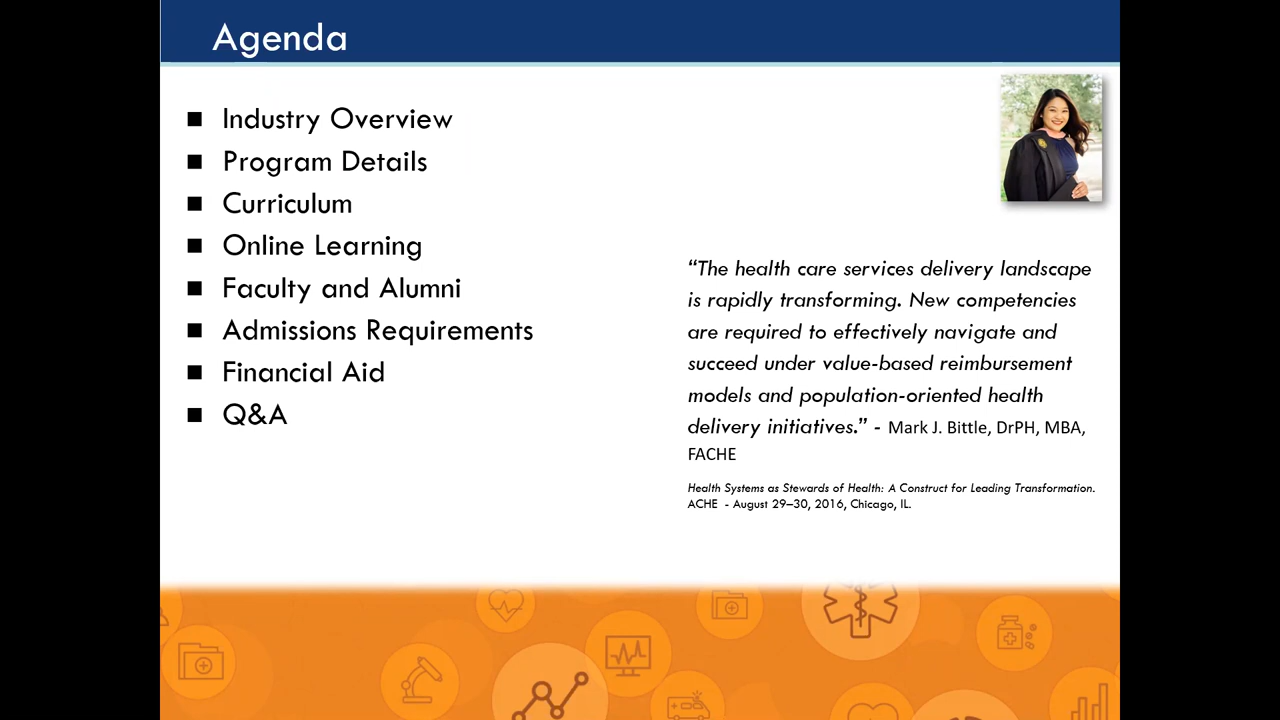 Agenda
■ Industry Overview
■ Program Details
■ Curriculum
■ Online Learning
■ Faculty and Alumni
■ Admissions Requirements
■ Financial Aid
■ Q&A
“The health care services delivery landscape
is rapidly transforming. New competencies
are required to effectively navigate and
succeed under value-based reimbursement
models and population-oriented health
delivery initiatives.” - Mark J. Bittle, DrPH, MBA,
FACHE
Health Systems as Stewards of Health: A Construct for Leading Transformation.
ACHE - August 29–30, 2016, Chicago, IL.